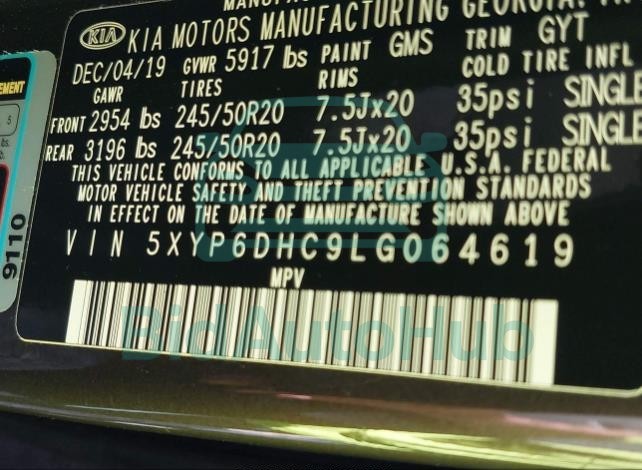 KIA KIA MOTORS MANUFACTURING GEORGIA,
DEC/04/19 GVWR 5917 lbs PAINT GMS TRIM GYT
GAWR TIRES RIMS COLD TIRE INFL
FRONT 2954 lbs 245/50R20 7.5Jx20 35psi SINGLE
REAR 3196 lbs 245/50R20 7.5Jx20 35psi SINGLE
THIS VEHICLE CONFORMS TO ALL APPLICABLE U.S.A. FEDERAL
MOTOR VEHICLE SAFETY AND THEFT PREVENTION STANDARDS
IN EFFECT ON THE DATE OF MANUFACTURE SHOWN ABOVE
VIN 5XYP6DHC9LG064619
MPV
BidAutoHub
9110